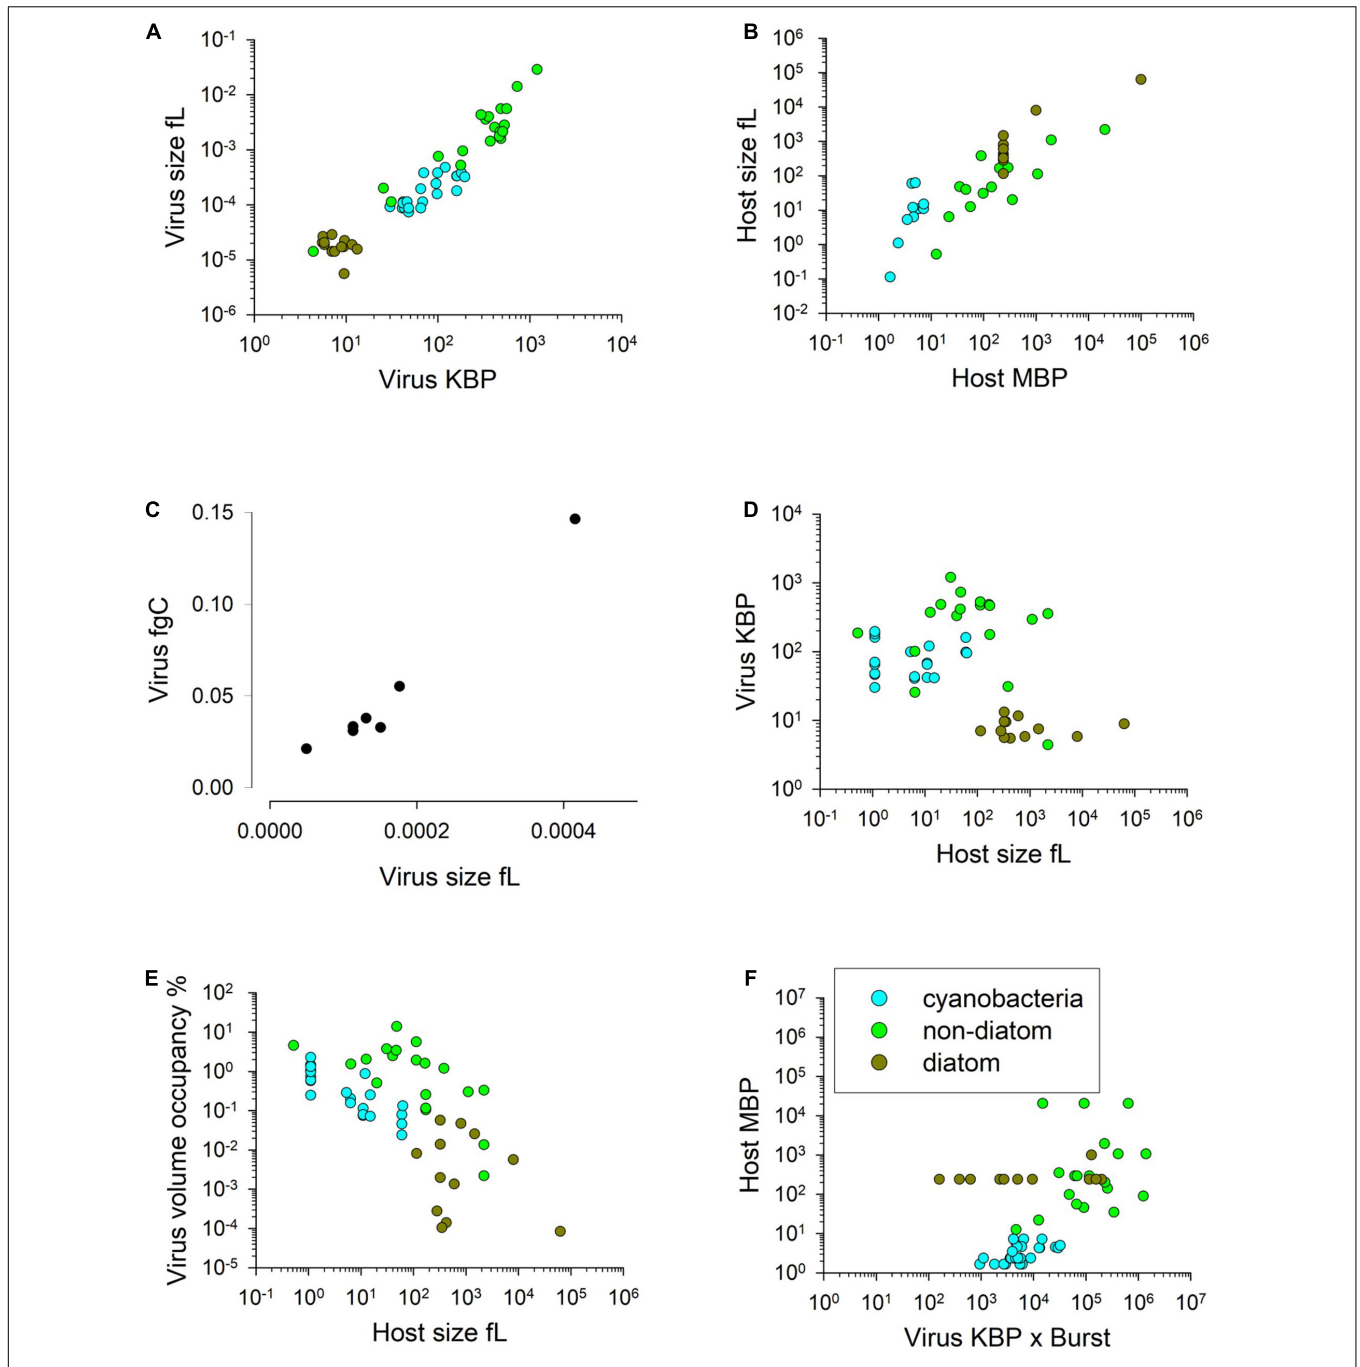 A
Virus size fL
10⁻¹
10⁻²
10⁻³
10⁻⁴
10⁻⁵
10⁻⁶
10⁰ 10¹ 10² 10³ 10⁴
Virus KBP
B
Host size fL
10⁶
10⁵
10⁴
10³
10²
10¹
10⁰
10⁻¹
10⁻²
10⁻¹ 10⁰ 10¹ 10² 10³ 10⁴ 10⁵ 10⁶
Host MBP
C
Virus fgC
0.15
0.10
0.05
0.00
0.0000 0.0002 0.0004
Virus size fL
D
Virus KBP
10⁴
10³
10²
10¹
10⁰
10⁻¹ 10⁰ 10¹ 10² 10³ 10⁴ 10⁵ 10⁶
Host size fL
E
Virus volume occupancy %
10²
10¹
10⁰
10⁻¹
10⁻²
10⁻³
10⁻⁴
10⁻⁵
10⁻¹ 10⁰ 10¹ 10² 10³ 10⁴ 10⁵ 10⁶
Host size fL
F
cyanobacteria
non-diatom
diatom
Host MBP
10⁷
10⁶
10⁵
10⁴
10³
10²
10¹
10⁰
10⁰ 10¹ 10² 10³ 10⁴ 10⁵ 10⁶ 10⁷
Virus KBP x Burst